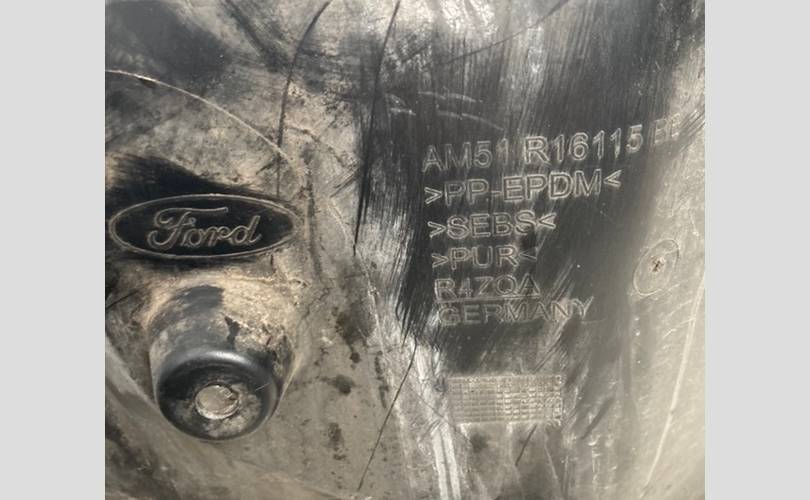 Ford
AM51 R16115
>PP-EPDM<
>SEBS<
>PUR<
R4ZQA
GERMANY